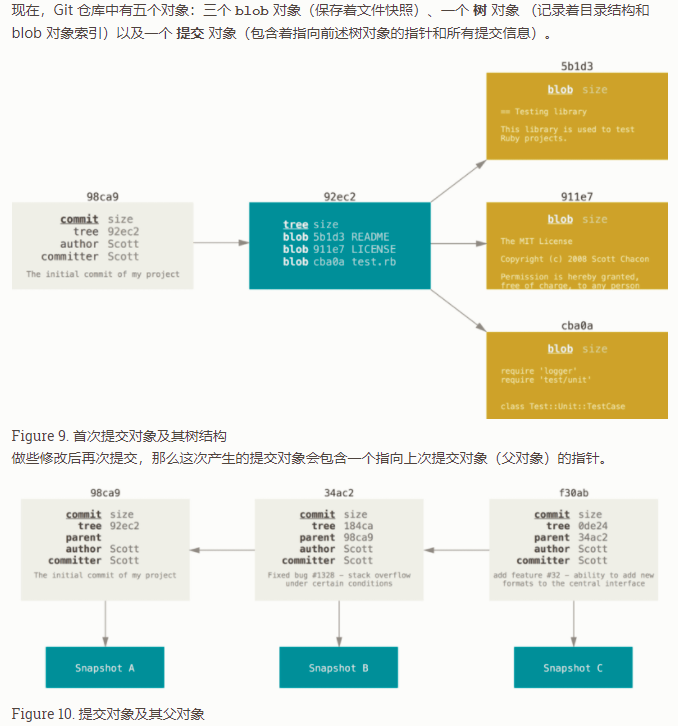 现在，Git 仓库中有五个对象：三个 blob 对象（保存着文件快照）、一个 树 对象 （记录着目录结构和
blob 对象索引）以及一个 提交 对象（包含着指向前述树对象的指针和所有提交信息）。
5b1d3
blob size
== Testing library
This library is used to test
Ruby projects.
98ca9
commit size
tree 92ec2
author Scott
committer Scott
The initial commit of my project
92ec2
tree size
blob 5b1d3 README
blob 911e7 LICENSE
blob cba0a test.rb
911e7
blob size
The MIT License
Copyright (c) 2008 Scott Chacon
Permission is hereby granted,
free of charge, to any person
cba0a
blob size
require 'logger'
require 'test/unit'
class Test::Unit::TestCase
Figure 9. 首次提交对象及其树结构
做些修改后再次提交，那么这次产生的提交对象会包含一个指向上次提交对象（父对象）的指针。
98ca9
commit size
tree 92ec2
parent
author Scott
committer Scott
The initial commit of my project
34ac2
commit size
tree 184ca
parent 98ca9
author Scott
committer Scott
Fixed bug #1328 – stack overflow
under certain conditions
f30ab
commit size
tree 0de24
parent 34ac2
author Scott
committer Scott
add feature #32 – ability to add new
formats to the central interface
Snapshot A
Snapshot B
Snapshot C
Figure 10. 提交对象及其父对象